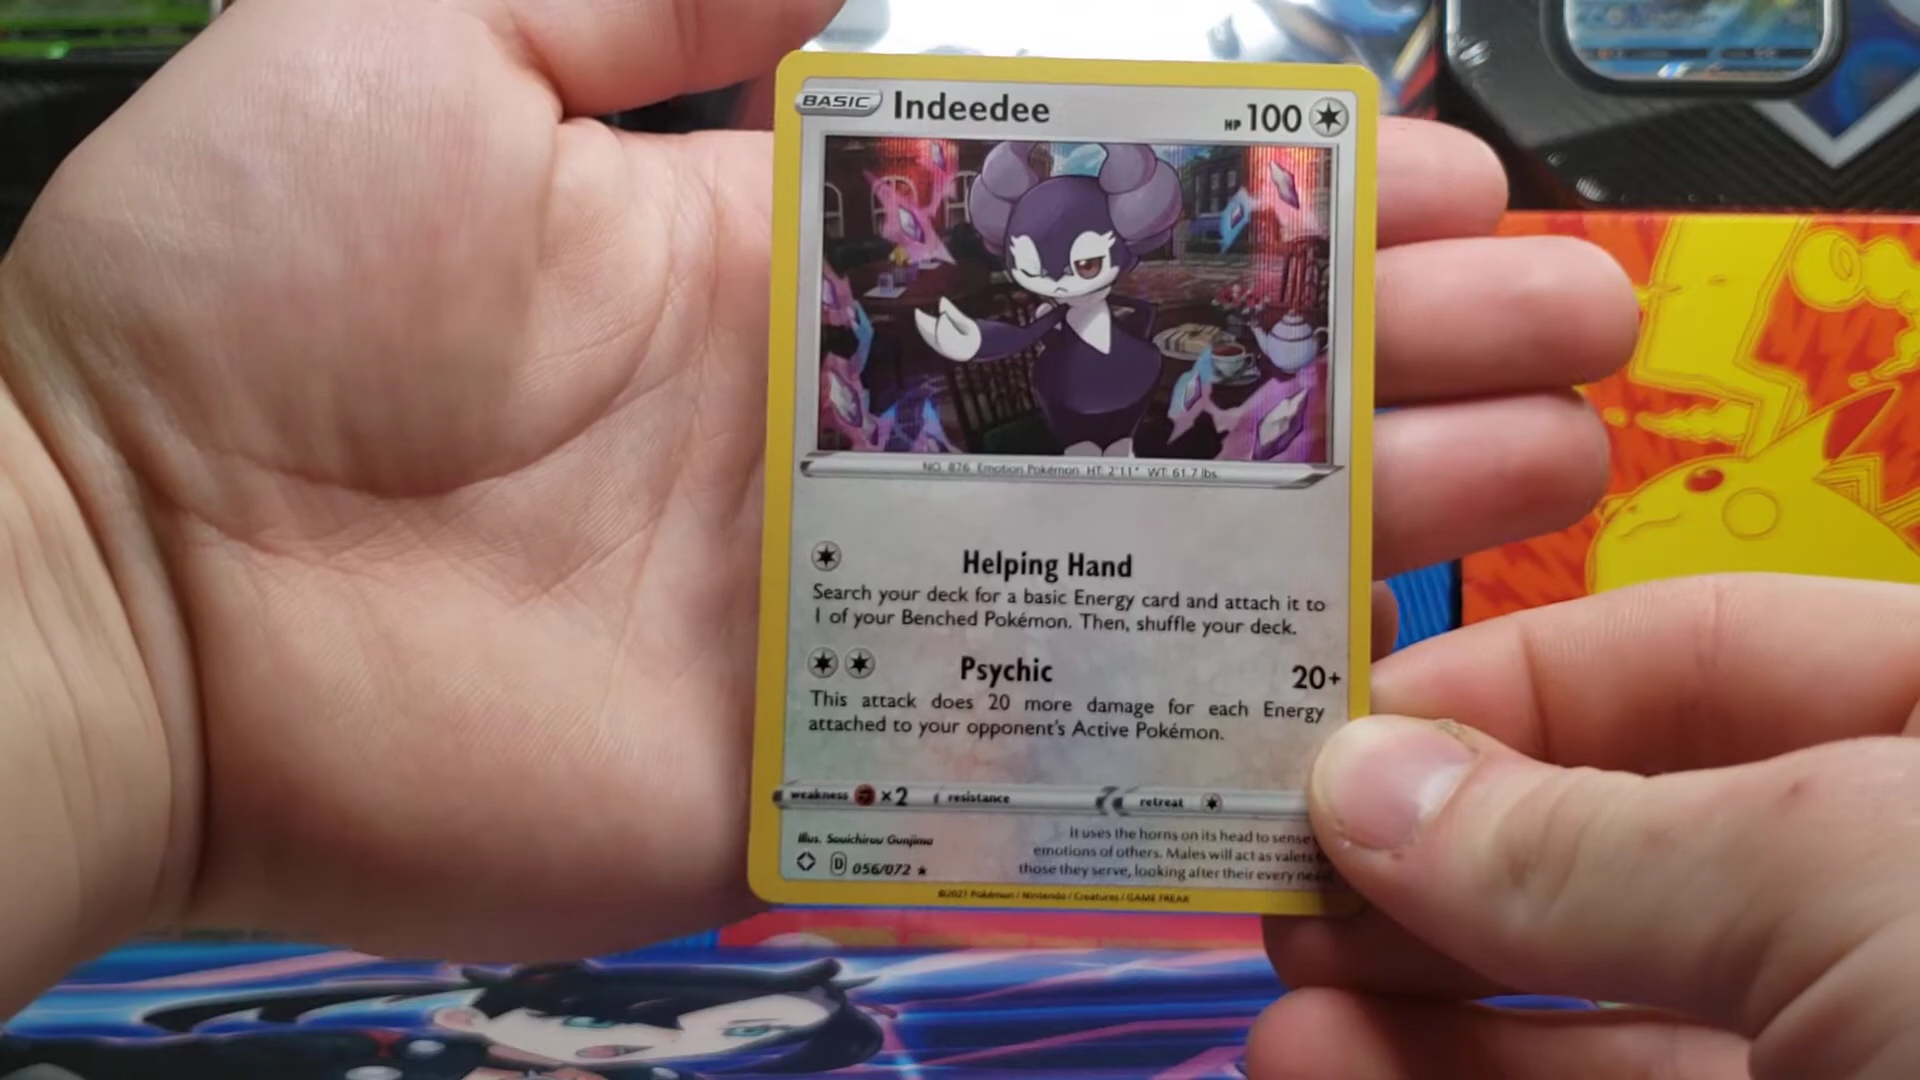 BASIC Indeedee HP 100
NO. 876 Emotion Pokémon HT: 2'11" WT: 61.7 lbs.
Helping Hand
Search your deck for a basic Energy card and attach it to
1 of your Benched Pokémon. Then, shuffle your deck.
Psychic 20+
This attack does 20 more damage for each Energy
attached to your opponent's Active Pokémon.
weakness ×2 resistance retreat
Illus. Souichirou Gunjima
D 056/072 ★
It uses the horns on its head to sense
emotions of others. Males will act as valets
those they serve, looking after their every
©2021 Pokémon / Nintendo / Creatures / GAME FREAK